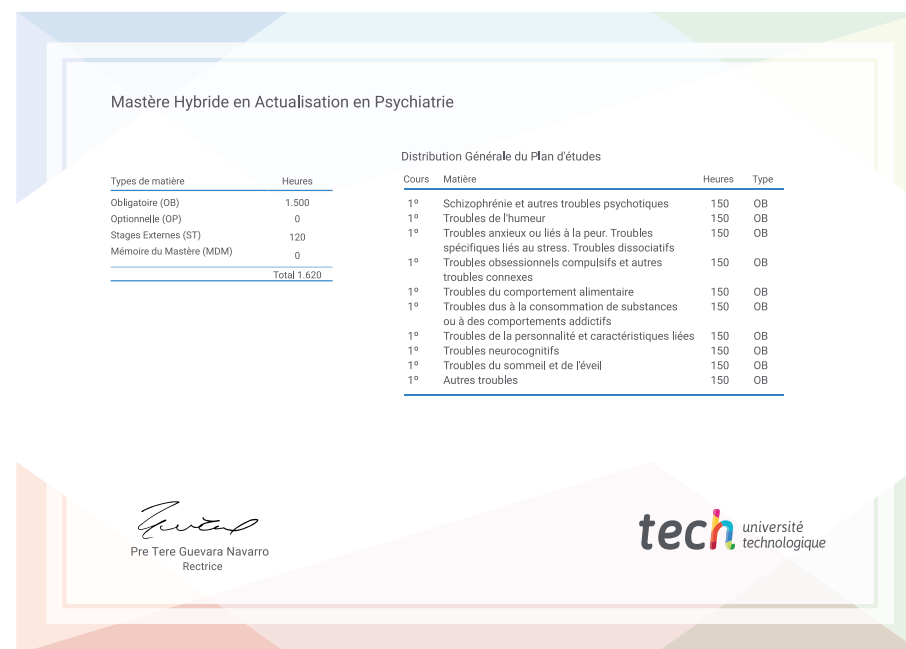 Mastère Hybride en Actualisation en Psychiatrie
Types de matière Heures
Obligatoire (OB) 1.500
Optionnelle (OP) 0
Stages Externes (ST) 120
Mémoire du Mastère (MDM) 0
Total 1.620
Distribution Générale du Plan d'études
Cours Matière Heures Type
1º Schizophrénie et autres troubles psychotiques 150 OB
1º Troubles de l'humeur 150 OB
1º Troubles anxieux ou liés à la peur. Troubles 150 OB
spécifiques liés au stress. Troubles dissociatifs
1º Troubles obsessionnels compulsifs et autres 150 OB
troubles connexes
1º Troubles du comportement alimentaire 150 OB
1º Troubles dus à la consommation de substances 150 OB
ou à des comportements addictifs
1º Troubles de la personnalité et caractéristiques liées 150 OB
1º Troubles neurocognitifs 150 OB
1º Troubles du sommeil et de l'éveil 150 OB
1º Autres troubles 150 OB
Pre Tere Guevara Navarro
Rectrice
tech université
technologique